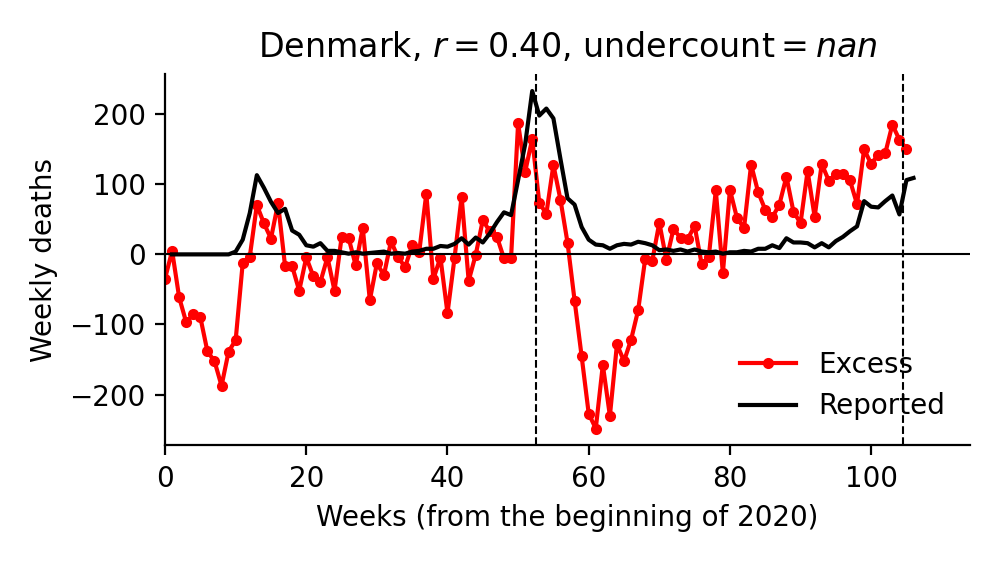 Denmark, r = 0.40, undercount = nan
Weekly deaths
200
100
0
−100
−200
Excess
Reported
0 20 40 60 80 100
Weeks (from the beginning of 2020)